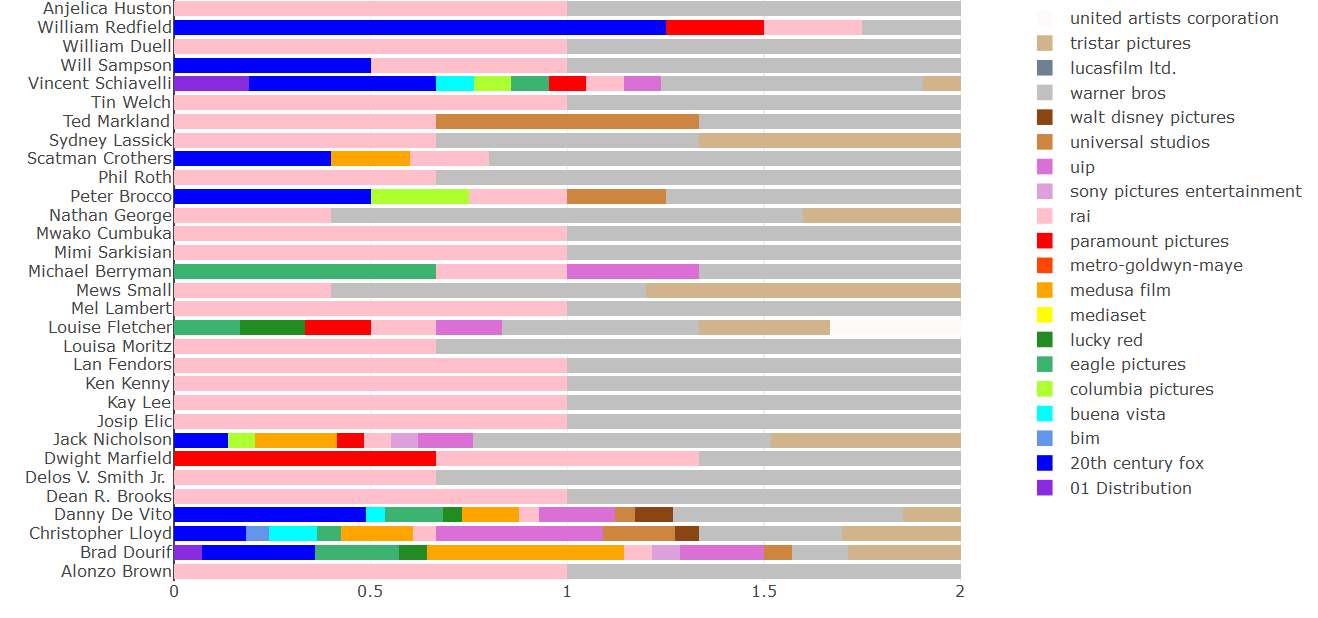 Anjelica Huston
William Redfield
William Duell
Will Sampson
Vincent Schiavelli
Tin Welch
Ted Markland
Sydney Lassick
Scatman Crothers
Phil Roth
Peter Brocco
Nathan George
Mwako Cumbuka
Mimi Sarkisian
Michael Berryman
Mews Small
Mel Lambert
Louise Fletcher
Louisa Moritz
Lan Fendors
Ken Kenny
Kay Lee
Josip Elic
Jack Nicholson
Dwight Marfield
Delos V. Smith Jr.
Dean R. Brooks
Danny De Vito
Christopher Lloyd
Brad Dourif
Alonzo Brown
0 0.5 1 1.5 2
united artists corporation
tristar pictures
lucasfilm ltd.
warner bros
walt disney pictures
universal studios
uip
sony pictures entertainment
rai
paramount pictures
metro-goldwyn-maye
medusa film
mediaset
lucky red
eagle pictures
columbia pictures
buena vista
bim
20th century fox
01 Distribution